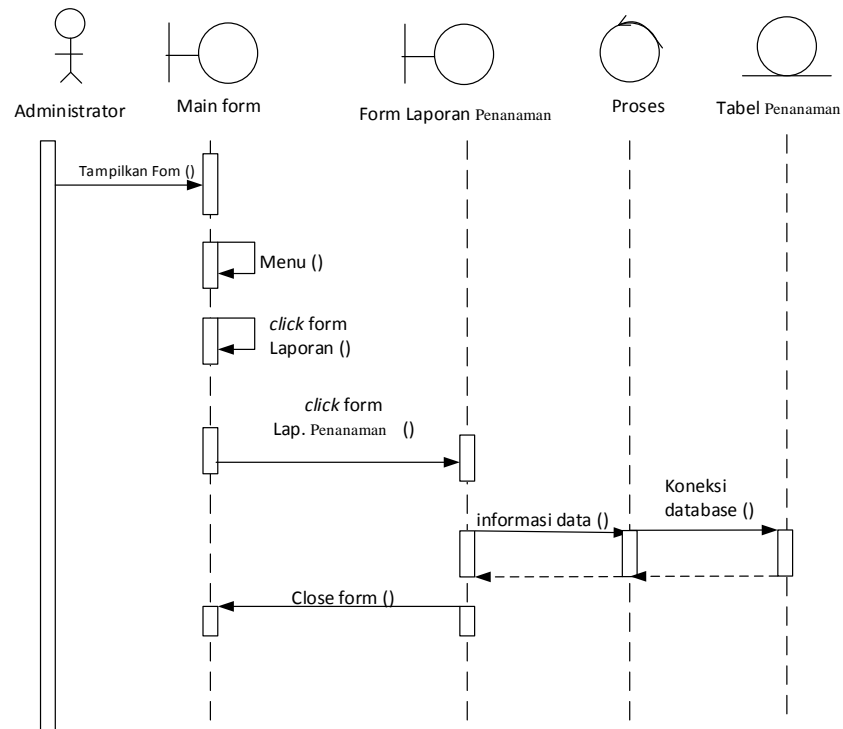 Administrator
Main form
Form Laporan Penanaman
Proses
Tabel Penanaman
Tampilkan Fom ()
Menu ()
click form
Laporan ()
click form
Lap. Penanaman ()
informasi data ()
Koneksi
database ()
Close form ()